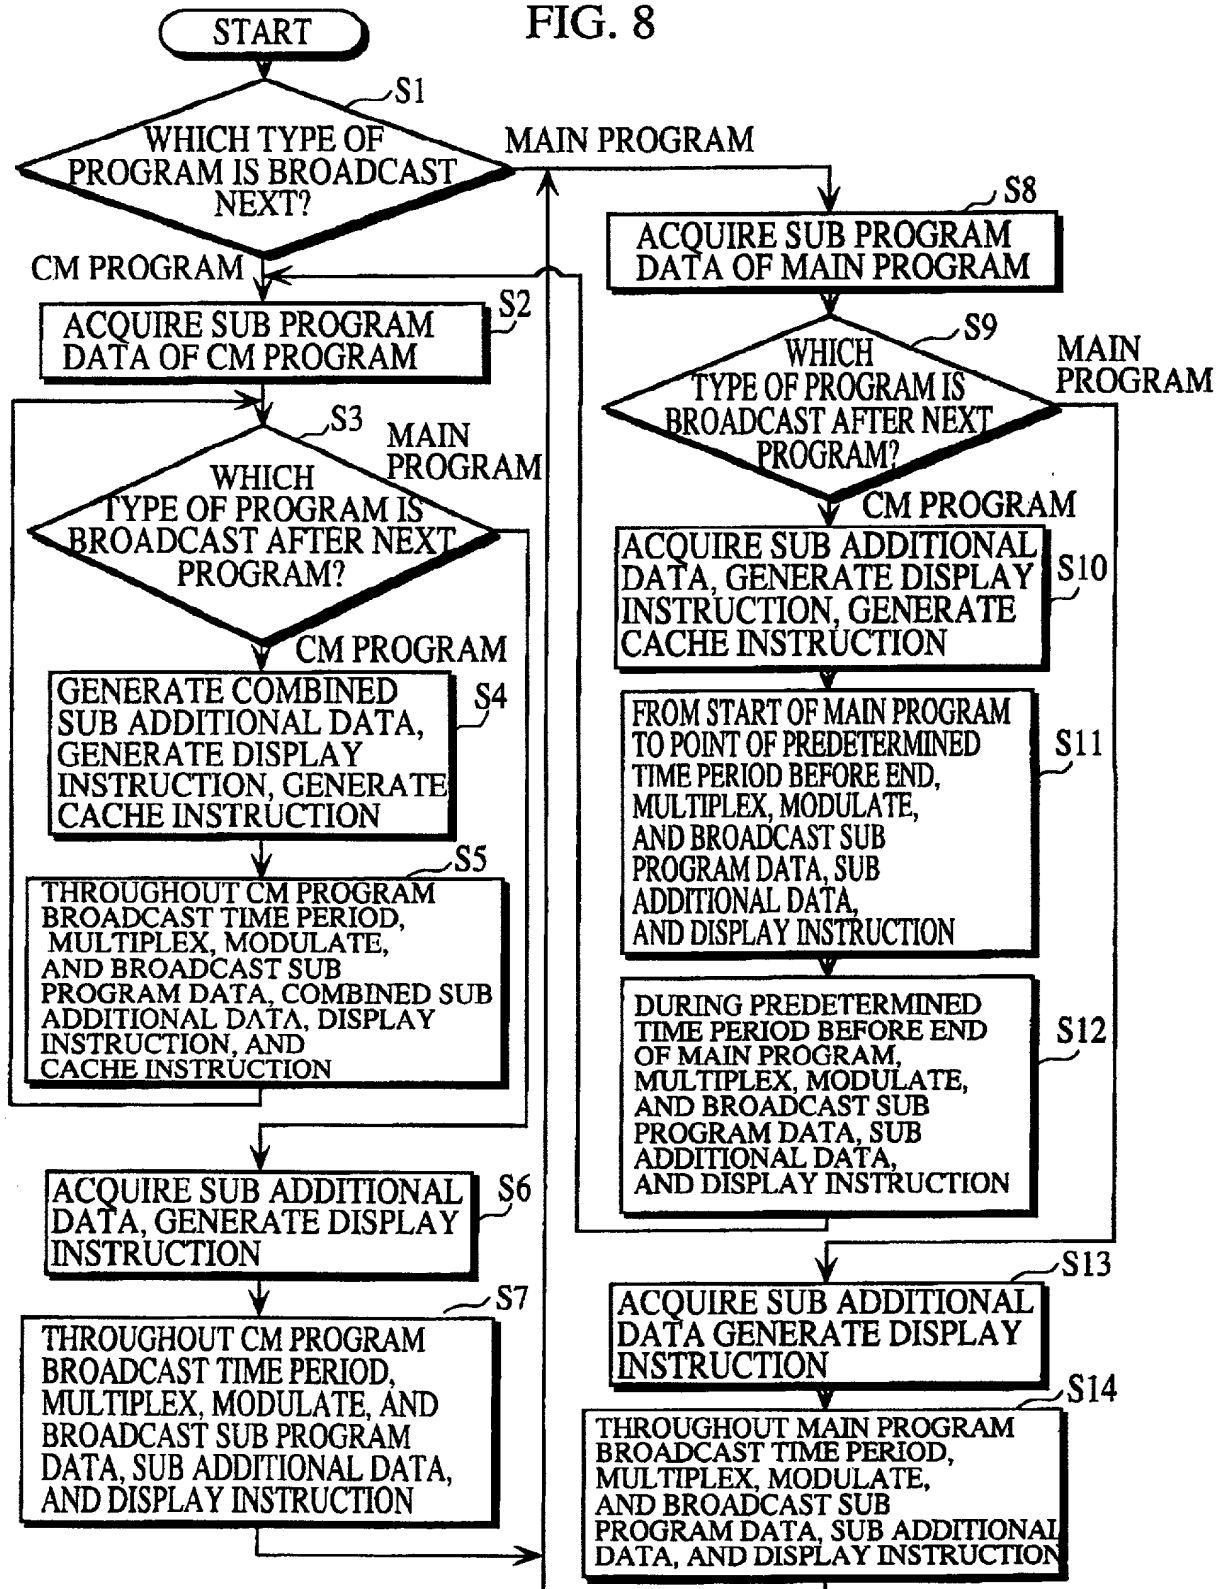 FIG. 8
START
S1
WHICH TYPE OF
PROGRAM IS BROADCAST
NEXT?
MAIN PROGRAM
CM PROGRAM
S2
ACQUIRE SUB PROGRAM
DATA OF CM PROGRAM
S3
MAIN
PROGRAM
WHICH
TYPE OF PROGRAM IS
BROADCAST AFTER NEXT
PROGRAM?
CM PROGRAM
S4
GENERATE COMBINED
SUB ADDITIONAL DATA,
GENERATE DISPLAY
INSTRUCTION, GENERATE
CACHE INSTRUCTION
S5
THROUGHOUT CM PROGRAM
BROADCAST TIME PERIOD,
MULTIPLEX, MODULATE,
AND BROADCAST SUB
PROGRAM DATA, COMBINED SUB
ADDITIONAL DATA, DISPLAY
INSTRUCTION, AND
CACHE INSTRUCTION
S6
ACQUIRE SUB ADDITIONAL
DATA, GENERATE DISPLAY
INSTRUCTION
S7
THROUGHOUT CM PROGRAM
BROADCAST TIME PERIOD,
MULTIPLEX, MODULATE, AND
BROADCAST SUB PROGRAM
DATA, SUB ADDITIONAL DATA,
AND DISPLAY INSTRUCTION
S8
ACQUIRE SUB PROGRAM
DATA OF MAIN PROGRAM
S9
WHICH
TYPE OF PROGRAM IS
BROADCAST AFTER NEXT
PROGRAM?
MAIN
PROGRAM
CM PROGRAM
S10
ACQUIRE SUB ADDITIONAL
DATA, GENERATE DISPLAY
INSTRUCTION, GENERATE
CACHE INSTRUCTION
S11
FROM START OF MAIN PROGRAM
TO POINT OF PREDETERMINED
TIME PERIOD BEFORE END,
MULTIPLEX, MODULATE,
AND BROADCAST SUB
PROGRAM DATA, SUB
ADDITIONAL DATA,
AND DISPLAY INSTRUCTION
S12
DURING PREDETERMINED
TIME PERIOD BEFORE END
OF MAIN PROGRAM,
MULTIPLEX, MODULATE,
AND BROADCAST SUB
PROGRAM DATA, SUB
ADDITIONAL DATA,
AND DISPLAY INSTRUCTION
S13
ACQUIRE SUB ADDITIONAL
DATA GENERATE DISPLAY
INSTRUCTION
S14
THROUGHOUT MAIN PROGRAM
BROADCAST TIME PERIOD,
MULTIPLEX, MODULATE,
AND BROADCAST SUB
PROGRAM DATA, SUB ADDITIONAL
DATA, AND DISPLAY INSTRUCTION